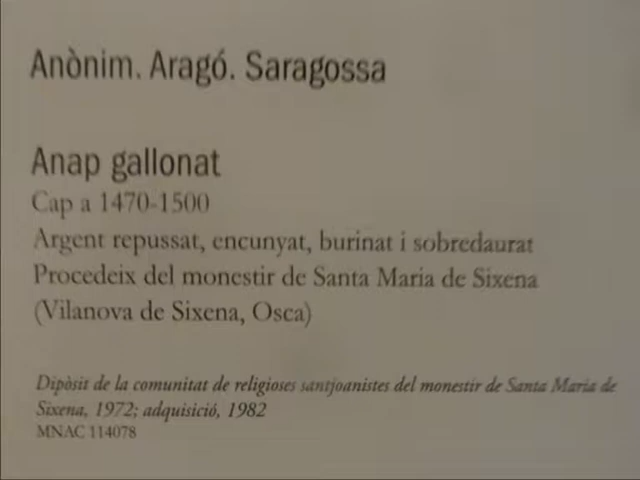 Anònim. Aragó. Saragossa
Anap gallonat
Cap a 1470-1500
Argent repussat, encunyat, burinat i sobredaurat
Procedeix del monestir de Santa Maria de Sixena
(Vilanova de Sixena, Osca)
Dipòsit de la comunitat de religioses santjoanistes del monestir de Santa Maria de
Sixena, 1972; adquisició, 1982
MNAC 114078